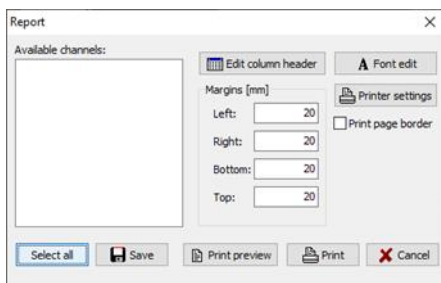 Report
Available channels:
Edit column header
A Font edit
Margins [mm]
Printer settings
Left: 20
Print page border
Right: 20
Bottom: 20
Top: 20
Select all
Save
Print preview
Print
Cancel